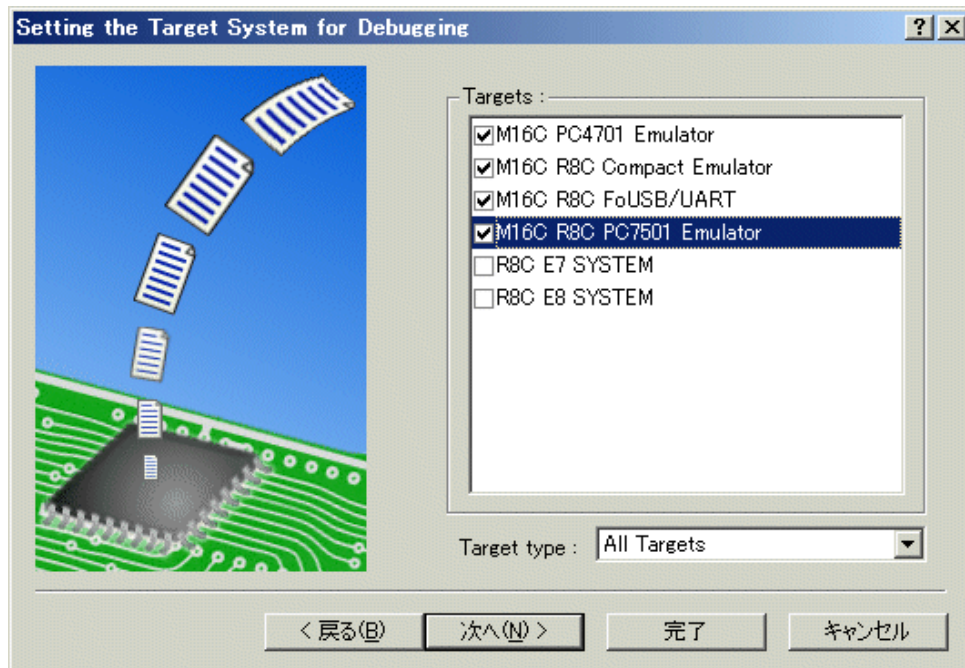 Setting the Target System for Debugging
Targets :
M16C PC4701 Emulator
M16C R8C Compact Emulator
M16C R8C FoUSB/UART
M16C R8C PC7501 Emulator
R8C E7 SYSTEM
R8C E8 SYSTEM
Target type : All Targets
< 戻る(B) 次へ(N) > 完了 キャンセル